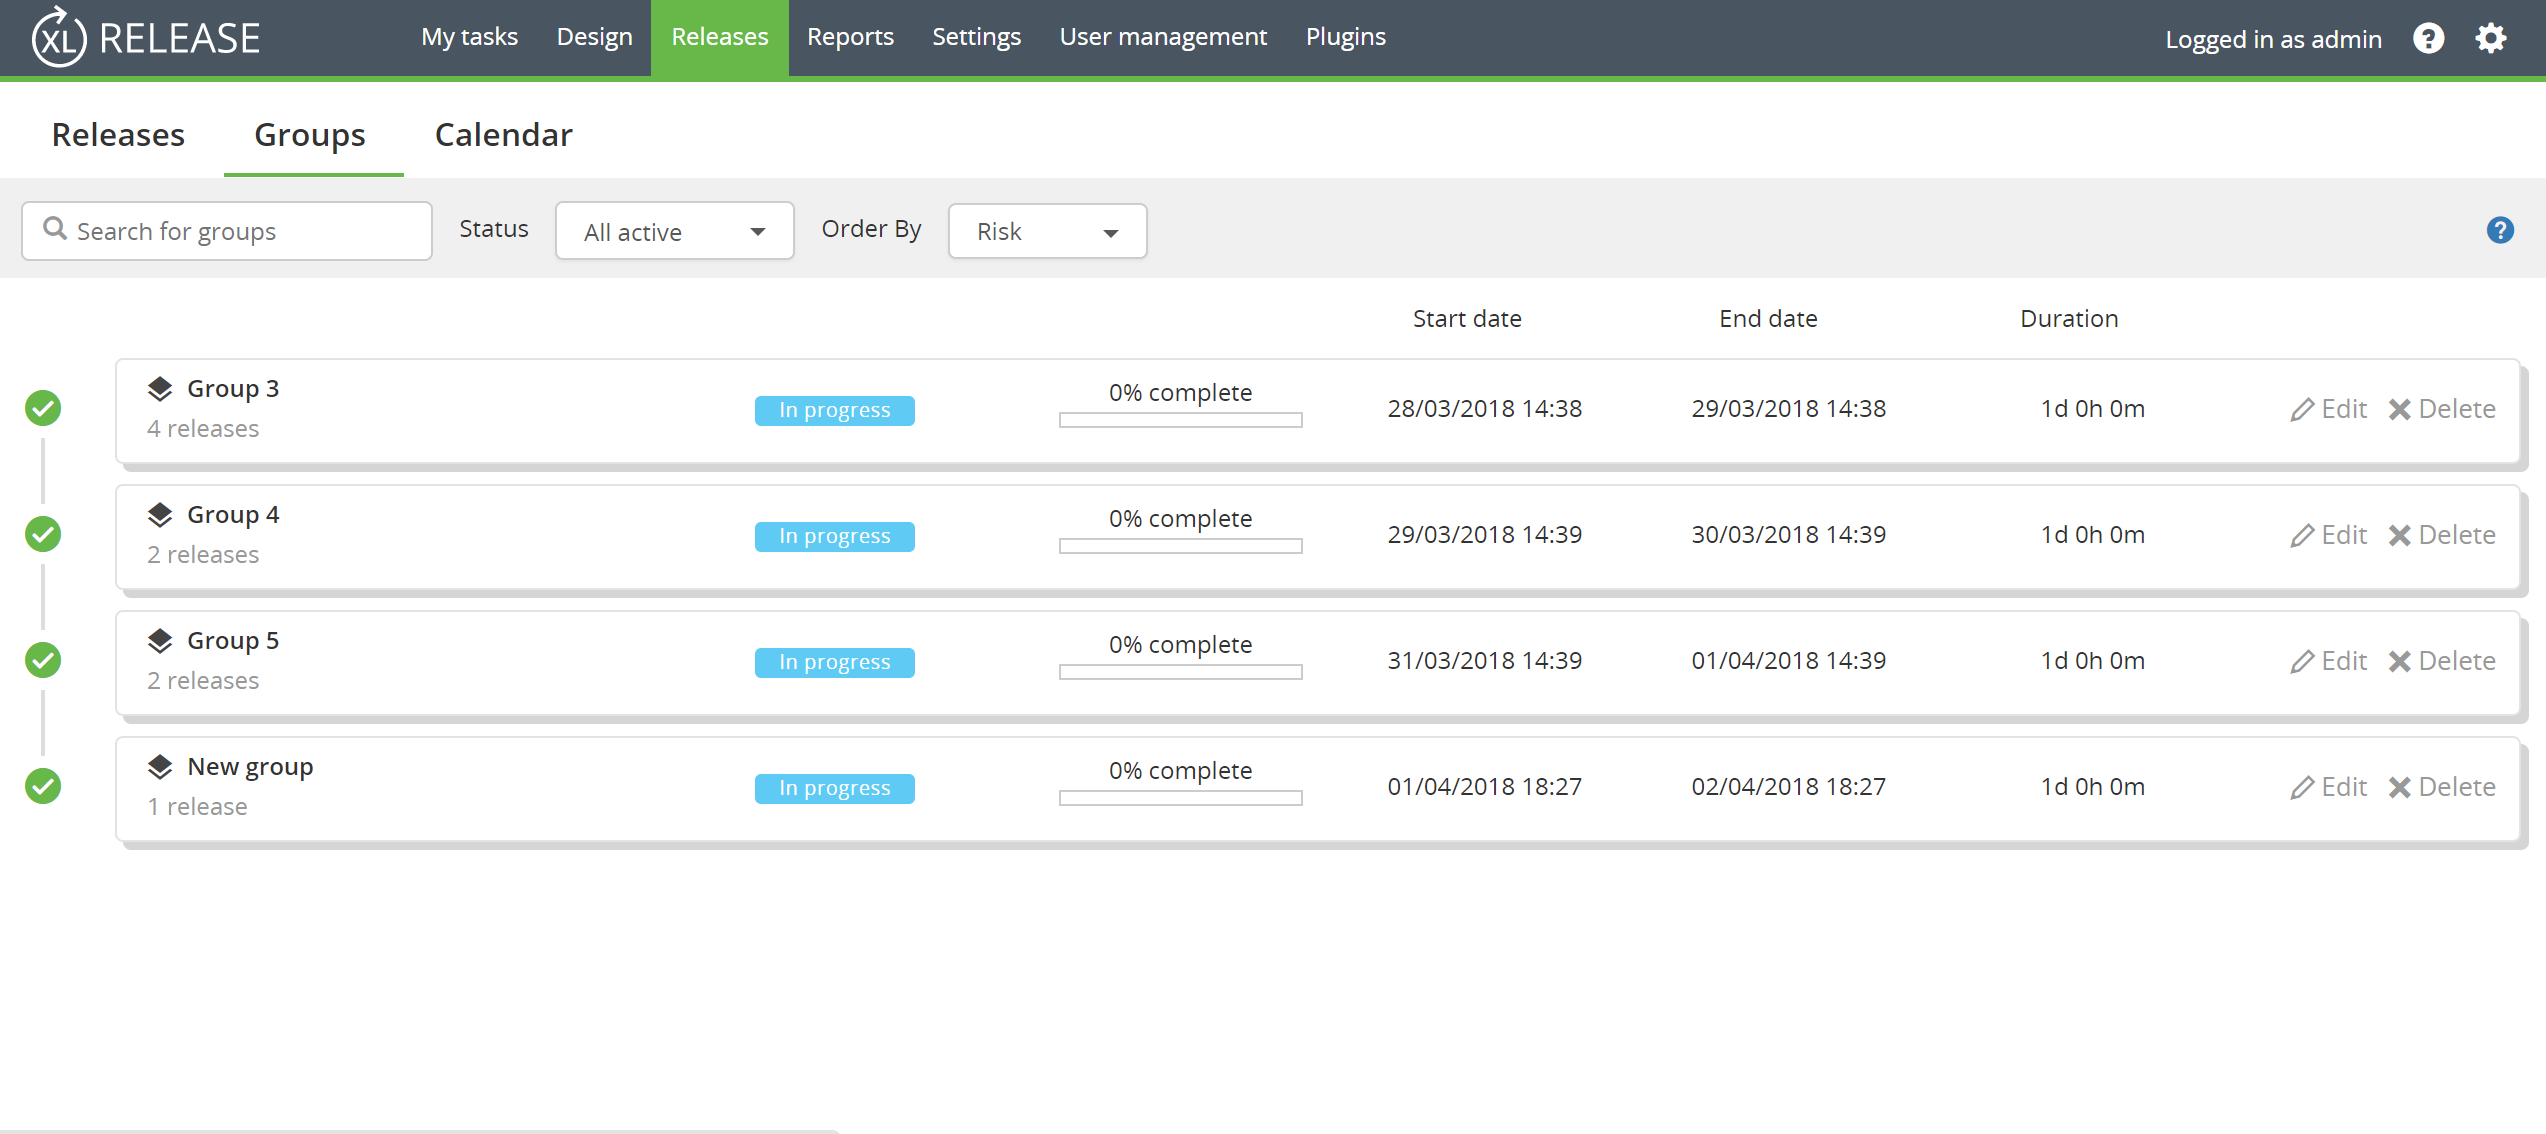 XL RELEASE
My tasks Design Releases Reports Settings User management Plugins Logged in as admin ?
Releases Groups Calendar
Search for groups Status All active Order By Risk ?
Start date End date Duration
Group 3
4 releases
In progress
0% complete
28/03/2018 14:38 29/03/2018 14:38 1d 0h 0m Edit Delete
Group 4
2 releases
In progress
0% complete
29/03/2018 14:39 30/03/2018 14:39 1d 0h 0m Edit Delete
Group 5
2 releases
In progress
0% complete
31/03/2018 14:39 01/04/2018 14:39 1d 0h 0m Edit Delete
New group
1 release
In progress
0% complete
01/04/2018 18:27 02/04/2018 18:27 1d 0h 0m Edit Delete